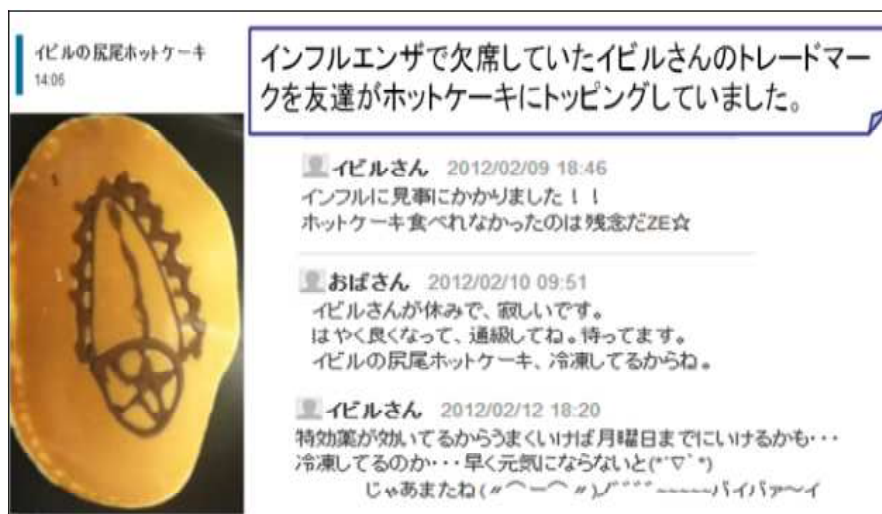 イビルの尻尾ホットケーキ
14:06
インフルエンザで欠席していたイビルさんのトレードマー
クを友達がホットケーキにトッピングしていました。
イビルさん 2012/02/09 18:46
インフルに見事にかかりました！！
ホットケーキ食べれなかったのは残念だZE☆
おばさん 2012/02/10 09:51
イビルさんが休みで、寂しいです。
はやく良くなって、通級してね。待ってます。
イビルの尻尾ホットケーキ、冷凍してるからね。
イビルさん 2012/02/12 18:20
特効薬が効いてるからうまくいけば月曜日までにいけるかも・・・
冷凍してるのか・・・早く元気にならないと(*´▽｀*)
じゃあまたね(〃⌒ー⌒〃)ﾉﾞﾞﾞﾞ~~~~~バイバァ～イ